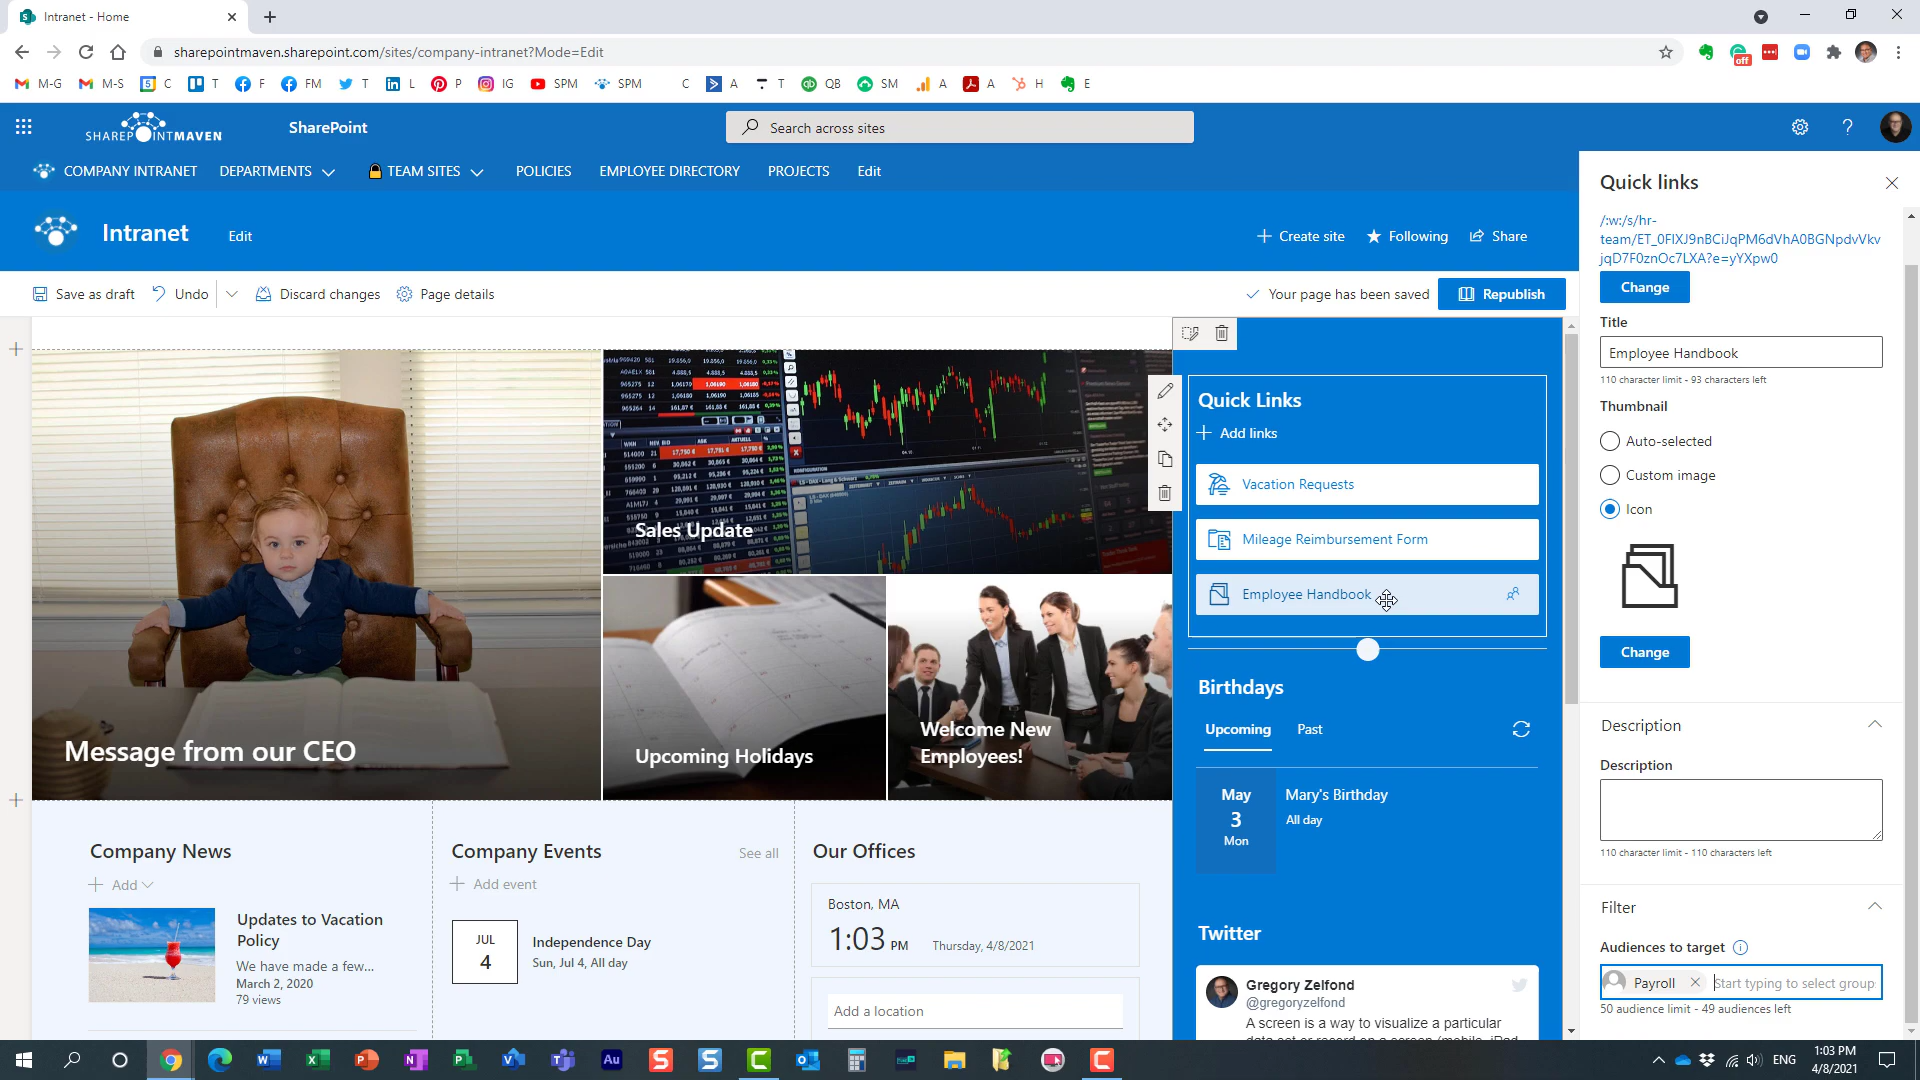 Intranet - Home
sharepointmaven.sharepoint.com/sites/company-intranet?Mode=Edit
M-G M-S C T F FM T L P IG SPM SPM C A T QB SM A A H E
off
SHAREPOINTMAVEN
SharePoint
Search across sites
COMPANY INTRANET DEPARTMENTS TEAM SITES POLICIES EMPLOYEE DIRECTORY PROJECTS Edit
Intranet Edit
Create site Following Share
Save as draft Undo Discard changes Page details
Your page has been saved Republish
Message from our CEO
Sales Update
Upcoming Holidays
Welcome New
Employees!
Quick Links
Add links
Vacation Requests
Mileage Reimbursement Form
Employee Handbook
Birthdays
Upcoming Past
May
3
Mon
Mary's Birthday
All day
Twitter
Gregory Zelfond
@gregoryzelfond
A screen is a way to visualize a particular
Company News
Add
Updates to Vacation
Policy
We have made a few...
March 2, 2020
79 views
Company Events See all
Add event
JUL
4
Independence Day
Sun, Jul 4, All day
Our Offices
Boston, MA
1:03 PM Thursday, 4/8/2021
Add a location
Quick links
/:w:/s/hr-
team/ET_0FIXJ9nBCiJqPM6dVhA0BGNpdvVkv
jqD7F0znOc7LXA?e=yYXpw0
Change
Title
Employee Handbook
110 character limit - 93 characters left
Thumbnail
Auto-selected
Custom image
Icon
Change
Description
Description
110 character limit - 110 characters left
Filter
Audiences to target
Payroll Start typing to select group
50 audience limit - 49 audiences left
ENG
1:03 PM
4/8/2021